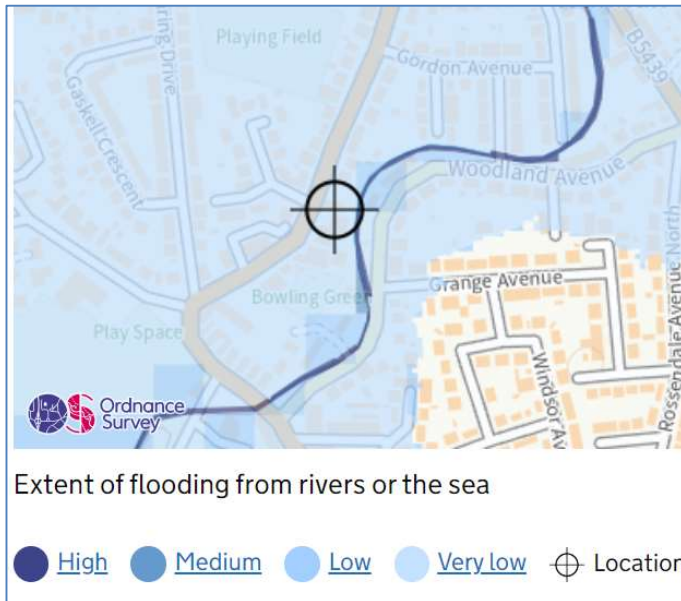 Playing Field
ring Drive
B5439
Gordon Avenue
Gaskell Crescent
Woodland Avenue
Bowling Green
Grange Avenue
Rossendale Avenue North
Play Space
Windsor Av
Ordnance
Survey
Extent of flooding from rivers or the sea
High Medium Low Very low Location